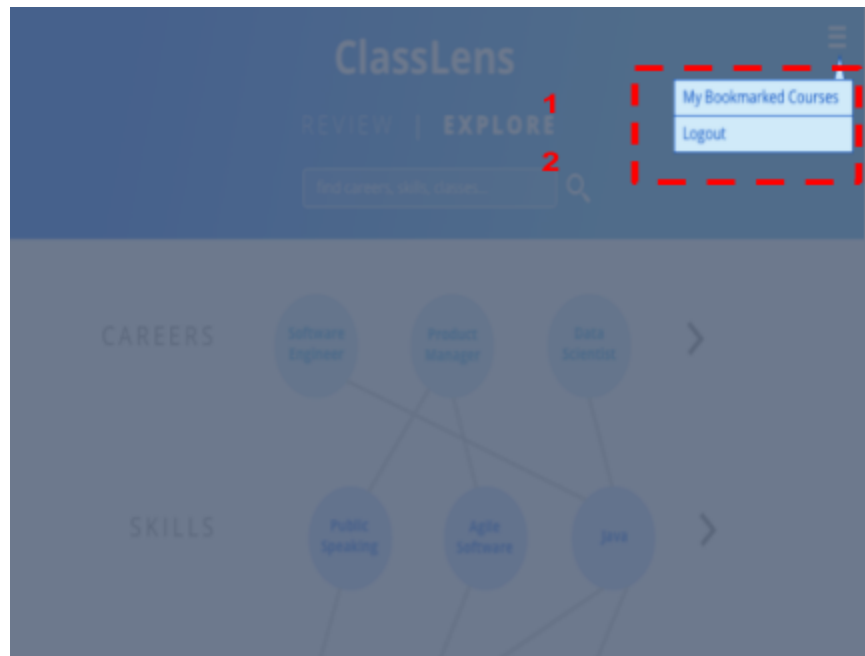 ClassLens
1
My Bookmarked Courses
REVIEW | EXPLORE
Logout
2
find careers, skills, classes...
CAREERS
Software
Engineer
Product
Manager
Data
Scientist
SKILLS
Public
Speaking
Agile
Software
Java